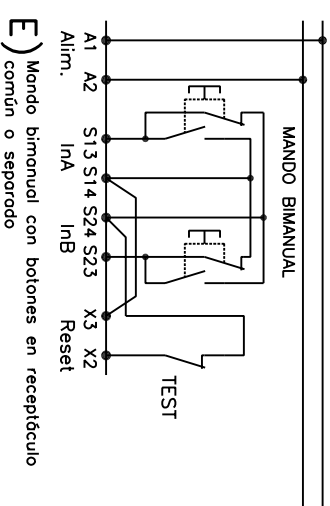 MANDO BIMANUAL
TEST
A1 A2 S13 S14 S24 S23 X3 X2
Alim. InA InB Reset
E) Mando bimanual con botones en receptáculo
común o separado